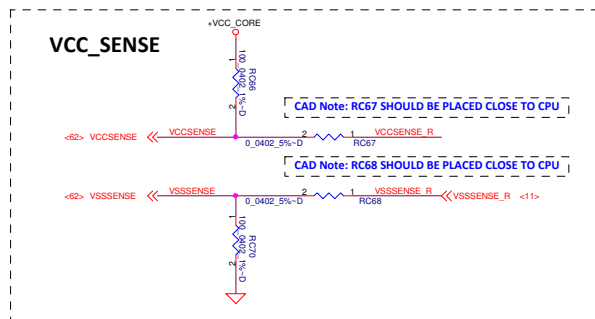 +VCC_CORE
VCC_SENSE
1
100_0402_1%~D
RC66
2
CAD Note: RC67 SHOULD BE PLACED CLOSE TO CPU
<62> VCCSENSE VCCSENSE 2 1 VCCSENSE_R
0_0402_5%~D RC67
CAD Note: RC68 SHOULD BE PLACED CLOSE TO CPU
<62> VSSSENSE VSSSENSE 2 1 VSSSENSE_R VSSSENSE_R <11>
0_0402_5%~D RC68
1
100_0402_1%~D
RC70
2